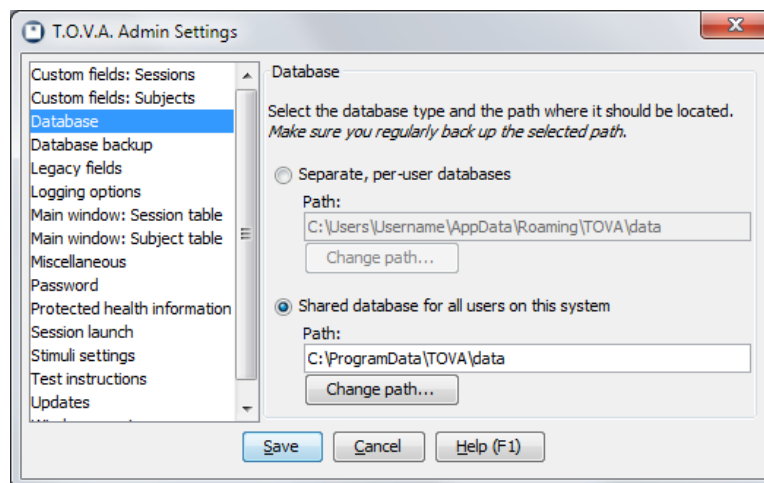 T.O.V.A. Admin Settings
Custom fields: Sessions
Custom fields: Subjects
Database
Database backup
Legacy fields
Logging options
Main window: Session table
Main window: Subject table
Miscellaneous
Password
Protected health information
Session launch
Stimuli settings
Test instructions
Updates
Database
Select the database type and the path where it should be located.
Make sure you regularly back up the selected path.
Separate, per-user databases
Path:
C:\Users\Username\AppData\Roaming\TOVA\data
Change path...
Shared database for all users on this system
Path:
C:\ProgramData\TOVA\data
Change path...
Save
Cancel
Help (F1)